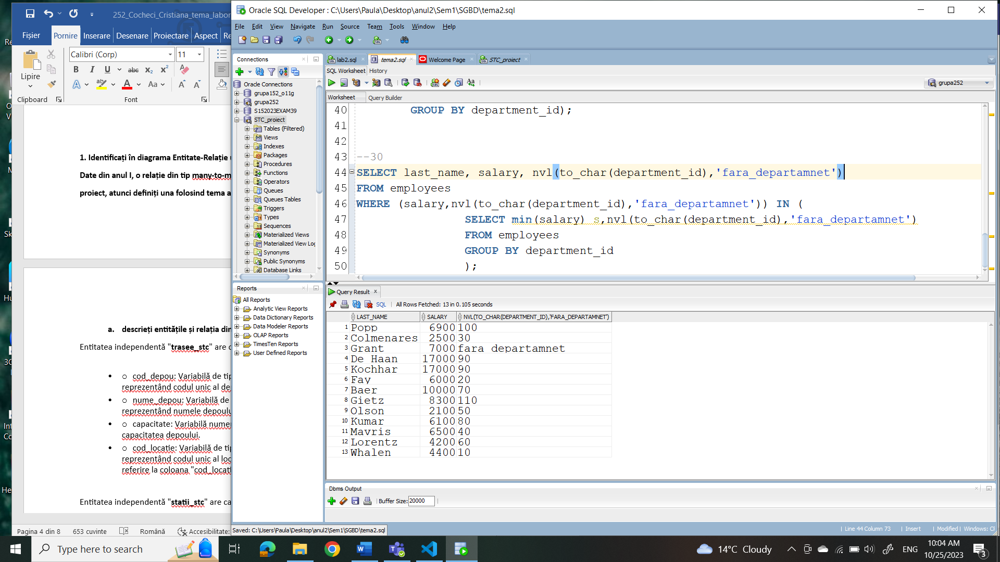 252_Cocheci_Cristiana_tema_labor
Fișier
Pornire
Inserare
Desenare
Proiectare
Aspect
Re
Calibri (Corp)
11
Lipire
Clipboard
Font
1. Identificați în diagrama Entitate-Relație u
Date din anul I, o relație din tip many-to-m
proiect, atunci definiți una folosind tema a
a. descrieți entitățile și relația din
Entitatea independentă "trasee_stc" are c
• o cod_depou: Variabilă de tip
reprezentând codul unic al de
• o nume_depou: Variabilă de
reprezentând numele depoulu
• o capacitate: Variabilă numer
capacitatea depoului.
• o cod_locatie: Variabilă de tip
reprezentând codul unic al loc
referire la coloana "cod_locati
Entitatea independentă "statii_stc" are ca
Pagina 4 din 8
653 cuvinte
Română
Accesibilitate:
Oracle SQL Developer : C:\Users\Paula\Desktop\anul2\Sem1\SGBD\tema2.sql
File Edit View Navigate Run Source Team Tools Window Help
Connections
Oracle Connections
grupa152_o11g
grupa252
S152023EXAM39
STC_proiect
Tables (Filtered)
Views
Indexes
Packages
Procedures
Functions
Operators
Queues
Queues Tables
Triggers
Types
Sequences
Materialized Views
Materialized View Log
Synonyms
Public Synonyms
Database Links
Reports
All Reports
Analytic View Reports
Data Dictionary Reports
Data Modeler Reports
OLAP Reports
TimesTen Reports
User Defined Reports
lab2.sql
tema2.sql
Welcome Page
STC_proiect
SQL Worksheet History
grupa252
Worksheet Query Builder
40 GROUP BY department_id);
41
42
43 --30
44 SELECT last_name, salary, nvl(to_char(department_id),'fara_departamnet')
45 FROM employees
46 WHERE (salary,nvl(to_char(department_id),'fara_departamnet')) IN (
47 SELECT min(salary) s,nvl(to_char(department_id),'fara_departamnet')
48 FROM employees
49 GROUP BY department_id
50 );
Query Result
SQL | All Rows Fetched: 13 in 0.105 seconds
LAST_NAME SALARY NVL(TO_CHAR(DEPARTMENT_ID),'FARA_DEPARTAMNET')
1 Popp 6900 100
2 Colmenares 2500 30
3 Grant 7000 fara_departamnet
4 De Haan 17000 90
5 Kochhar 17000 90
6 Fay 6000 20
7 Baer 10000 70
8 Gietz 8300 110
9 Olson 2100 50
10 Kumar 6100 80
11 Mavris 6500 40
12 Lorentz 4200 60
13 Whalen 4400 10
Dbms Output
Buffer Size: 20000
Saved: C:\Users\Paula\Desktop\anul2\Sem1\SGBD\tema2.sql
Line 44 Column 73 | Insert | Modified | Windows: CF
Type here to search
14°C Cloudy
ENG
10:04 AM
10/25/2023
3